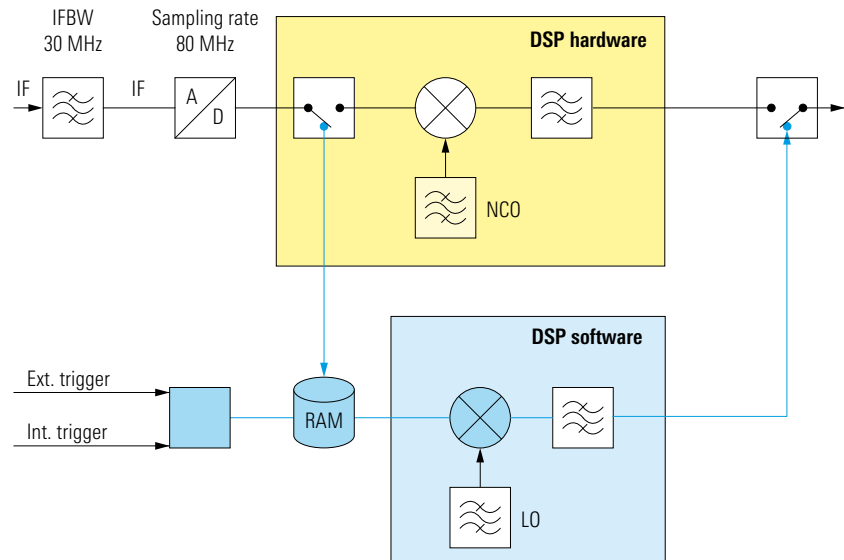 IFBW
30 MHz
Sampling rate
80 MHz
DSP hardware
IF
IF
A
D
NCO
DSP software
Ext. trigger
Int. trigger
RAM
LO